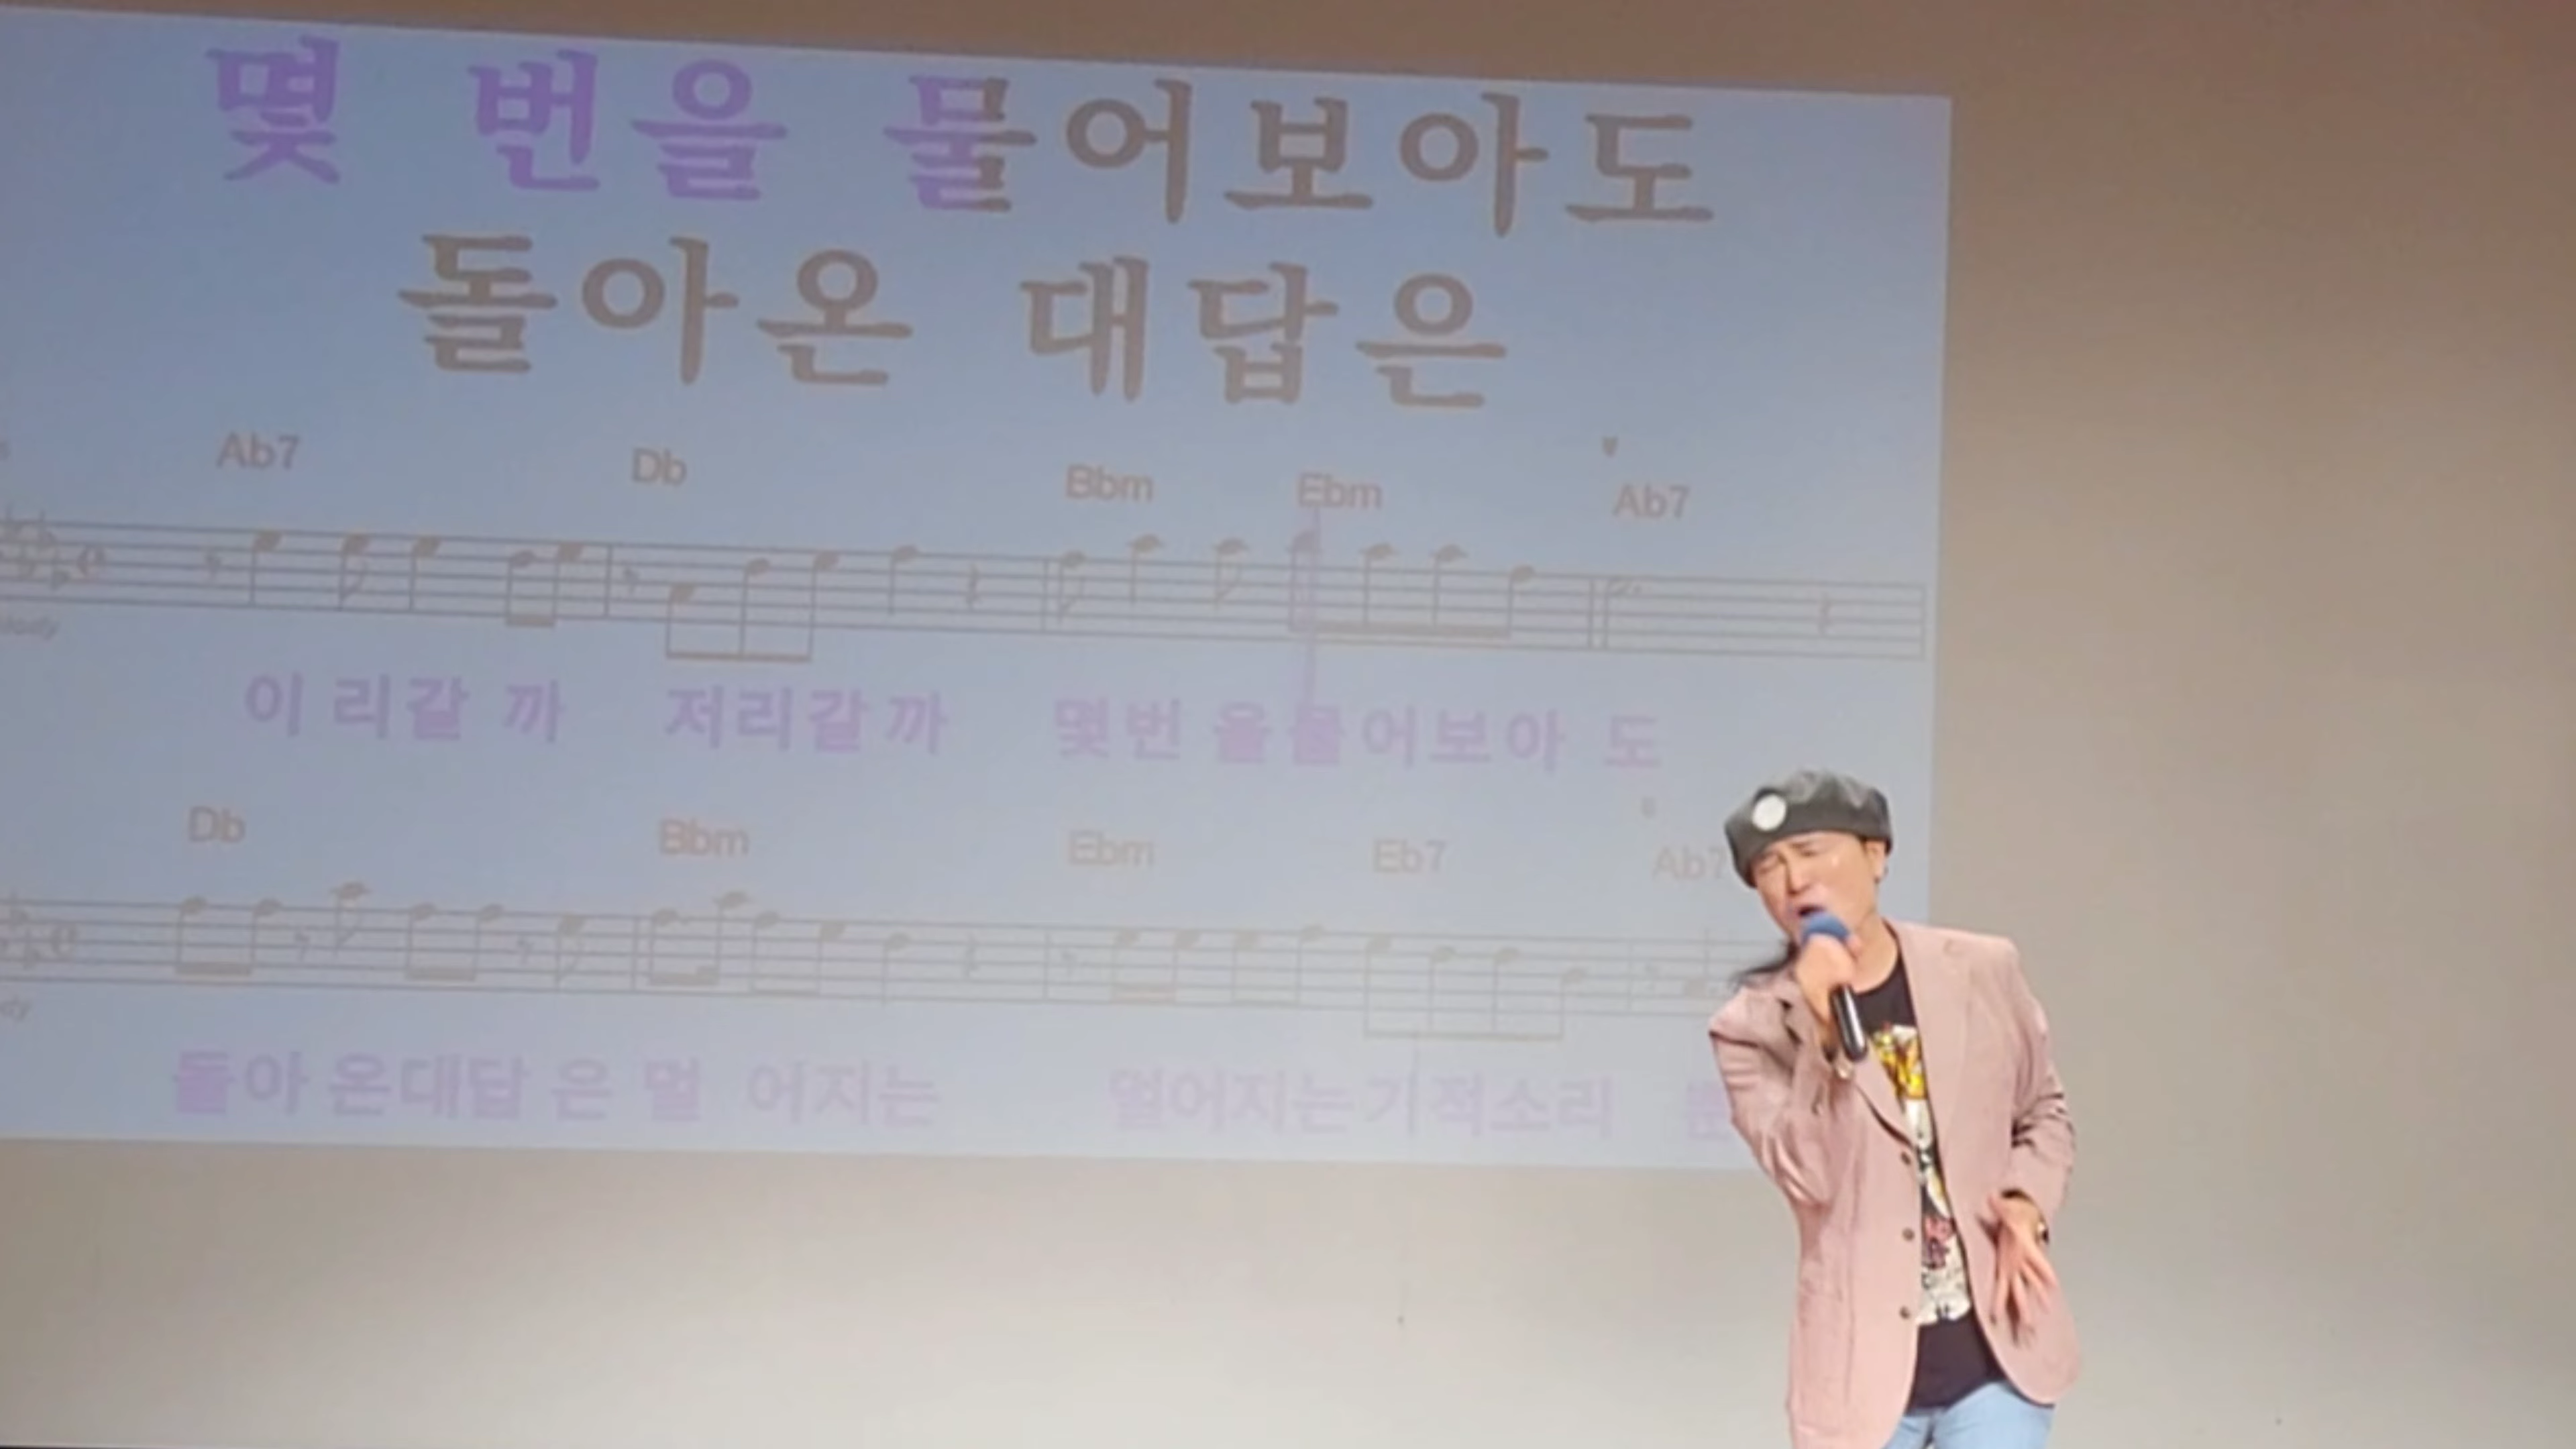 몇 번을 물어보아도
돌아온 대답은
Ab7 Db Bbm Ebm Ab7
이 리갈 까 저리갈까 몇번 을물어보아 도
Db Bbm Ebm Eb7 Ab7
돌아 온대답 은 멀 어지는 멀어지는기적소리 뿐